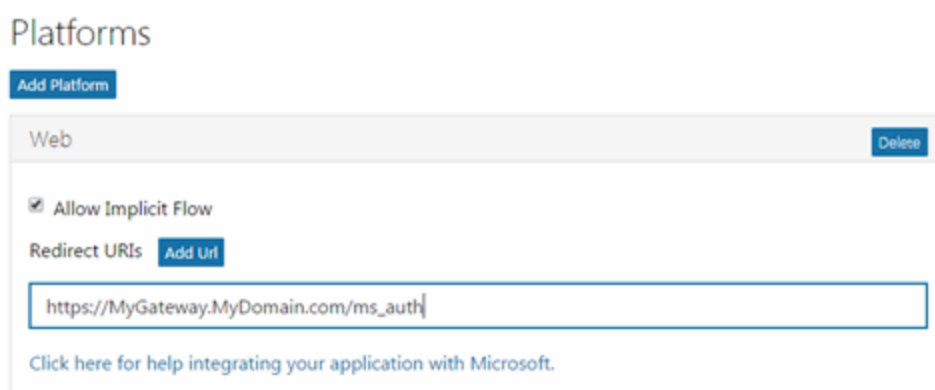 Platforms
Add Platform
Web
Delete
Allow Implicit Flow
Redirect URIs Add Url
https://MyGateway.MyDomain.com/ms_auth
Click here for help integrating your application with Microsoft.